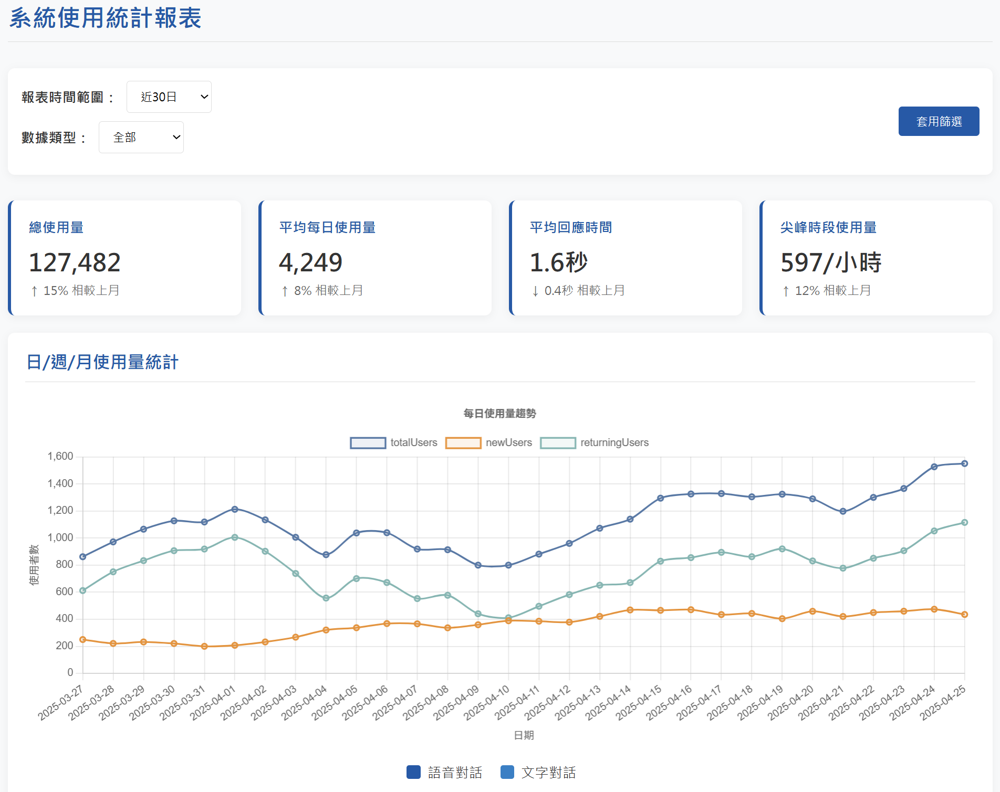 系統使用統計報表
報表時間範圍：
近30日
數據類型：
全部
套用篩選
總使用量
127,482
↑ 15% 相較上月
平均每日使用量
4,249
↑ 8% 相較上月
平均回應時間
1.6秒
↓ 0.4秒 相較上月
尖峰時段使用量
597/小時
↑ 12% 相較上月
日/週/月使用量統計
每日使用量趨勢
totalUsers newUsers returningUsers
1,600
1,400
1,200
1,000
800
600
400
200
0
使用者數
2025-03-27
2025-03-28
2025-03-29
2025-03-30
2025-03-31
2025-04-01
2025-04-02
2025-04-03
2025-04-04
2025-04-05
2025-04-06
2025-04-07
2025-04-08
2025-04-09
2025-04-10
2025-04-11
2025-04-12
2025-04-13
2025-04-14
2025-04-15
2025-04-16
2025-04-17
2025-04-18
2025-04-19
2025-04-20
2025-04-21
2025-04-22
2025-04-23
2025-04-24
2025-04-25
日期
語音對話 文字對話